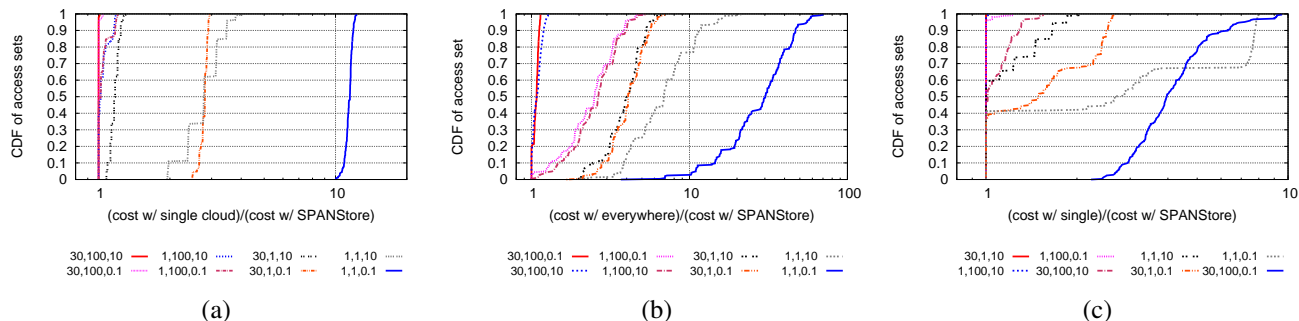 1
0.9
0.8
0.7
0.6
0.5
0.4
0.3
0.2
0.1
0
CDF of access sets
1 10
(cost w/ single cloud)/(cost w/ SPANStore)
30,100,10 1,100,10 30,1,10 1,1,10
30,100,0.1 1,100,0.1 30,1,0.1 1,1,0.1
(a)
1
0.9
0.8
0.7
0.6
0.5
0.4
0.3
0.2
0.1
0
CDF of access set
1 10 100
(cost w/ everywhere)/(cost w/ SPANStore)
30,1,10 1,100,0.1 30,1,0.1 1,1,10
30,100,10 1,100,10 30,1,0.1 1,1,0.1
(b)
1
0.9
0.8
0.7
0.6
0.5
0.4
0.3
0.2
0.1
0
CDF of access sets
1 10
(cost w/ single)/(cost w/ SPANStore)
30,1,10 1,100,0.1 1,1,10 1,1,0.1
1,100,10 30,100,10 30,1,0.1 30,100,0.1
(c)